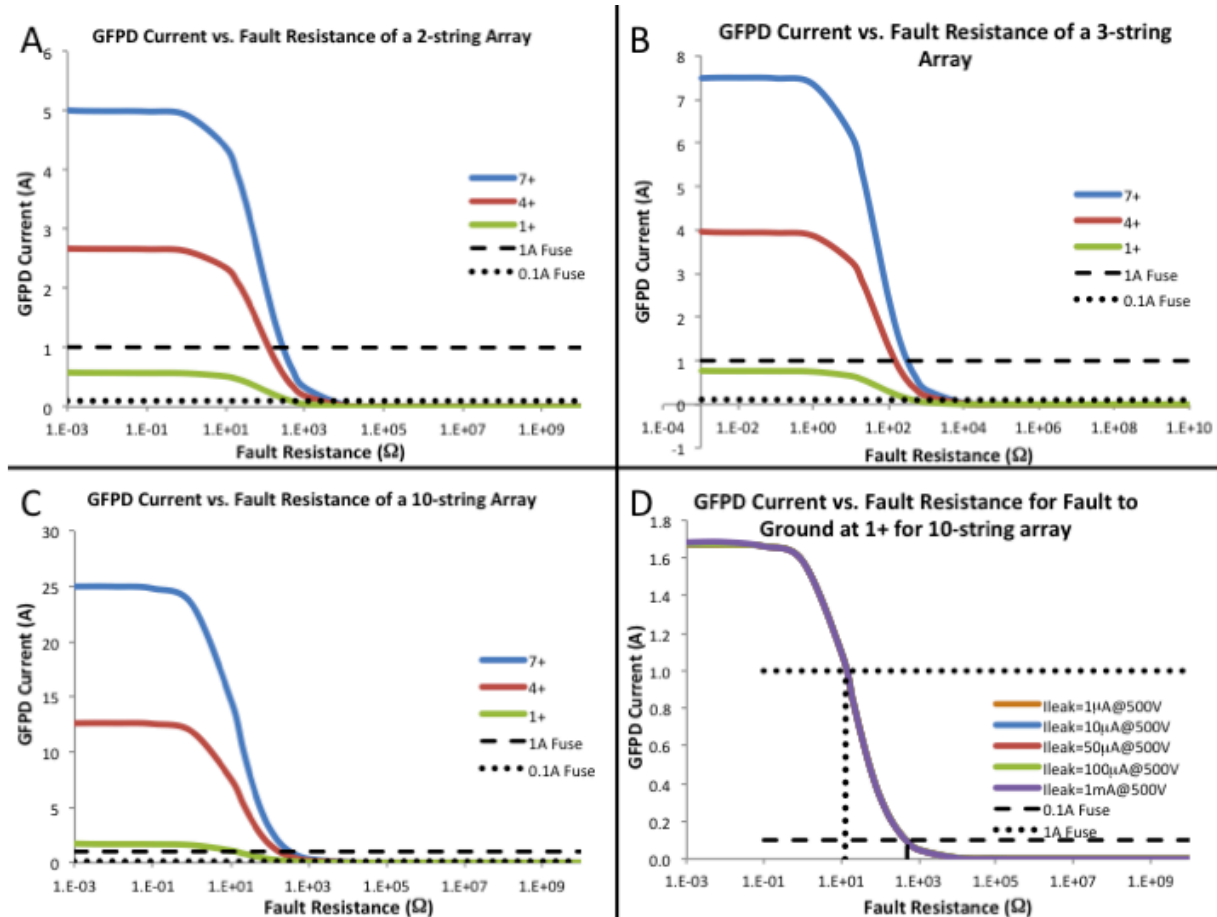 A
GFPD Current vs. Fault Resistance of a 2-string Array
6
5
4
3
2
1
0
GFPD Current (A)
7+
4+
1+
1A Fuse
0.1A Fuse
1.E-03 1.E-01 1.E+01 1.E+03 1.E+05 1.E+07 1.E+09
Fault Resistance (Ω)
B
GFPD Current vs. Fault Resistance of a 3-string
Array
8
7
6
5
4
3
2
1
0
-1
GFPD Current (A)
7+
4+
1+
1A Fuse
0.1A Fuse
1.E-04 1.E-02 1.E+00 1.E+02 1.E+04 1.E+06 1.E+08 1.E+10
Fault Resistance (Ω)
C
GFPD Current vs. Fault Resistance of a 10-string Array
30
25
20
15
10
5
0
GFPD Current (A)
7+
4+
1+
1A Fuse
0.1A Fuse
1.E-03 1.E-01 1.E+01 1.E+03 1.E+05 1.E+07 1.E+09
Fault Resistance (Ω)
D
GFPD Current vs. Fault Resistance for Fault to
Ground at 1+ for 10-string array
1.8
1.6
1.4
1.2
1.0
0.8
0.6
0.4
0.2
0.0
GFPD Current (A)
Ileak=1µA@500V
Ileak=10µA@500V
Ileak=50µA@500V
Ileak=100µA@500V
Ileak=1mA@500V
0.1A Fuse
1A Fuse
1.E-03 1.E-01 1.E+01 1.E+03 1.E+05 1.E+07 1.E+09
Fault Resistance (Ω)